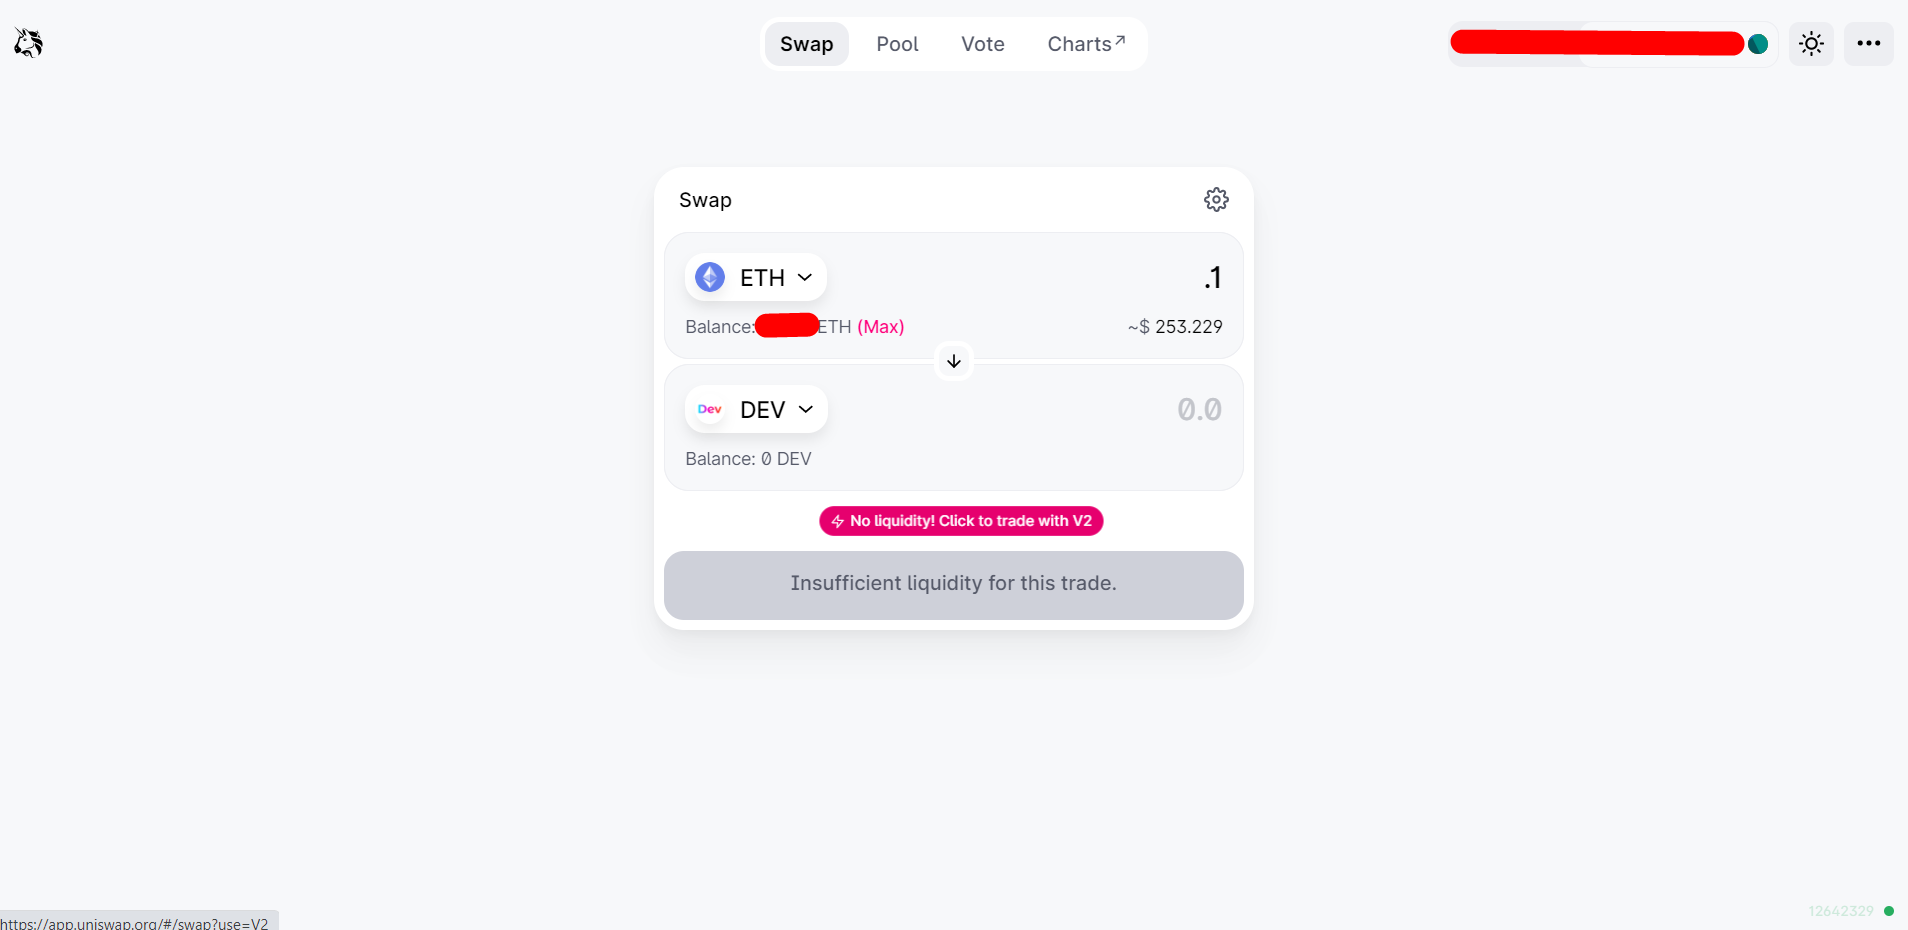 Swap Pool Vote Charts↗
Swap
ETH .1
Balance: ETH (Max) ~$ 253.229
Dev DEV 0.0
Balance: 0 DEV
No liquidity! Click to trade with V2
Insufficient liquidity for this trade.
12642329
https://app.uniswap.org/#/swap?use=V2